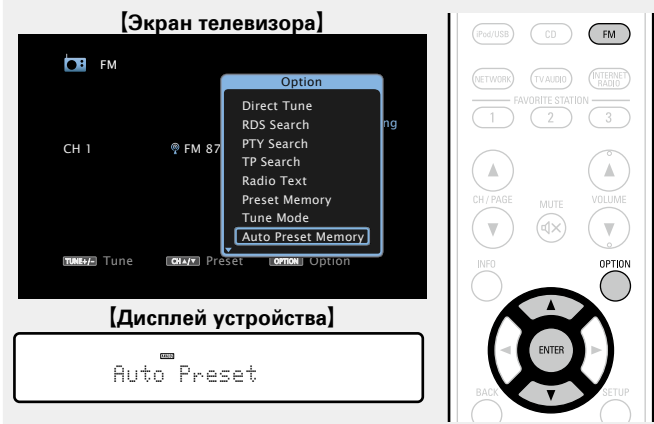 【Экран телевизора】
FM
Option
Direct Tune
RDS Search
PTY Search
TP Search
Radio Text
Preset Memory
Tune Mode
Auto Preset Memory
ng
CH 1
FM 87
TUNE+/- Tune
CH▲/▼ Preset
OPTION Option
【Дисплей устройства】
Auto Preset
iPod/USB
CD
FM
NETWORK
TV AUDIO
INTERNET RADIO
FAVORITE STATION
1
2
3
CH / PAGE
MUTE
VOLUME
INFO
OPTION
ENTER
BACK
SETUP